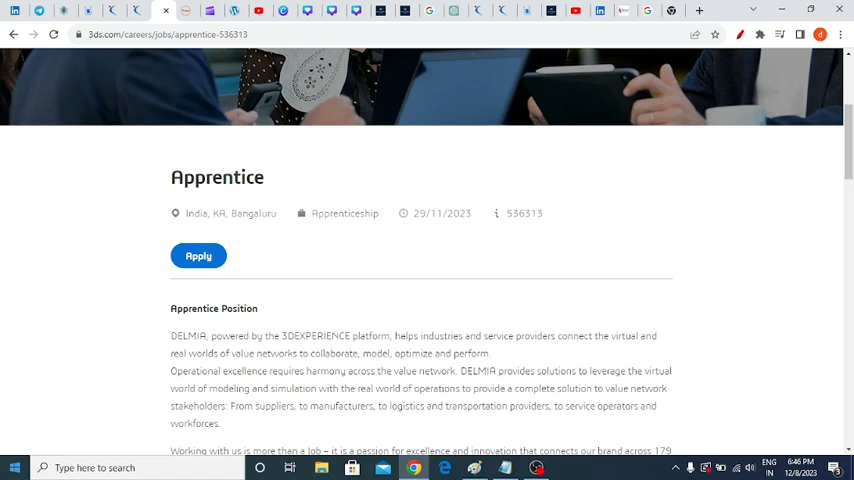 3ds.com/careers/jobs/apprentice-536313
Apprentice
India, KA, Bangaluru Apprenticeship 29/11/2023 536313
Apply
Apprentice Position
DELMIA, powered by the 3DEXPERIENCE platform, helps industries and service providers connect the virtual and
real worlds of value networks to collaborate, model, optimize and perform.
Operational excellence requires harmony across the value network. DELMIA provides solutions to leverage the virtual
world of modeling and simulation with the real world of operations to provide a complete solution to value network
stakeholders: From suppliers, to manufacturers, to logistics and transportation providers, to service operators and
workforces.
Working with us is more than a Job – it is a passion for excellence and innovation that connects our brand across 179
Type here to search
ENG
IN
6:46 PM
12/8/2023
3